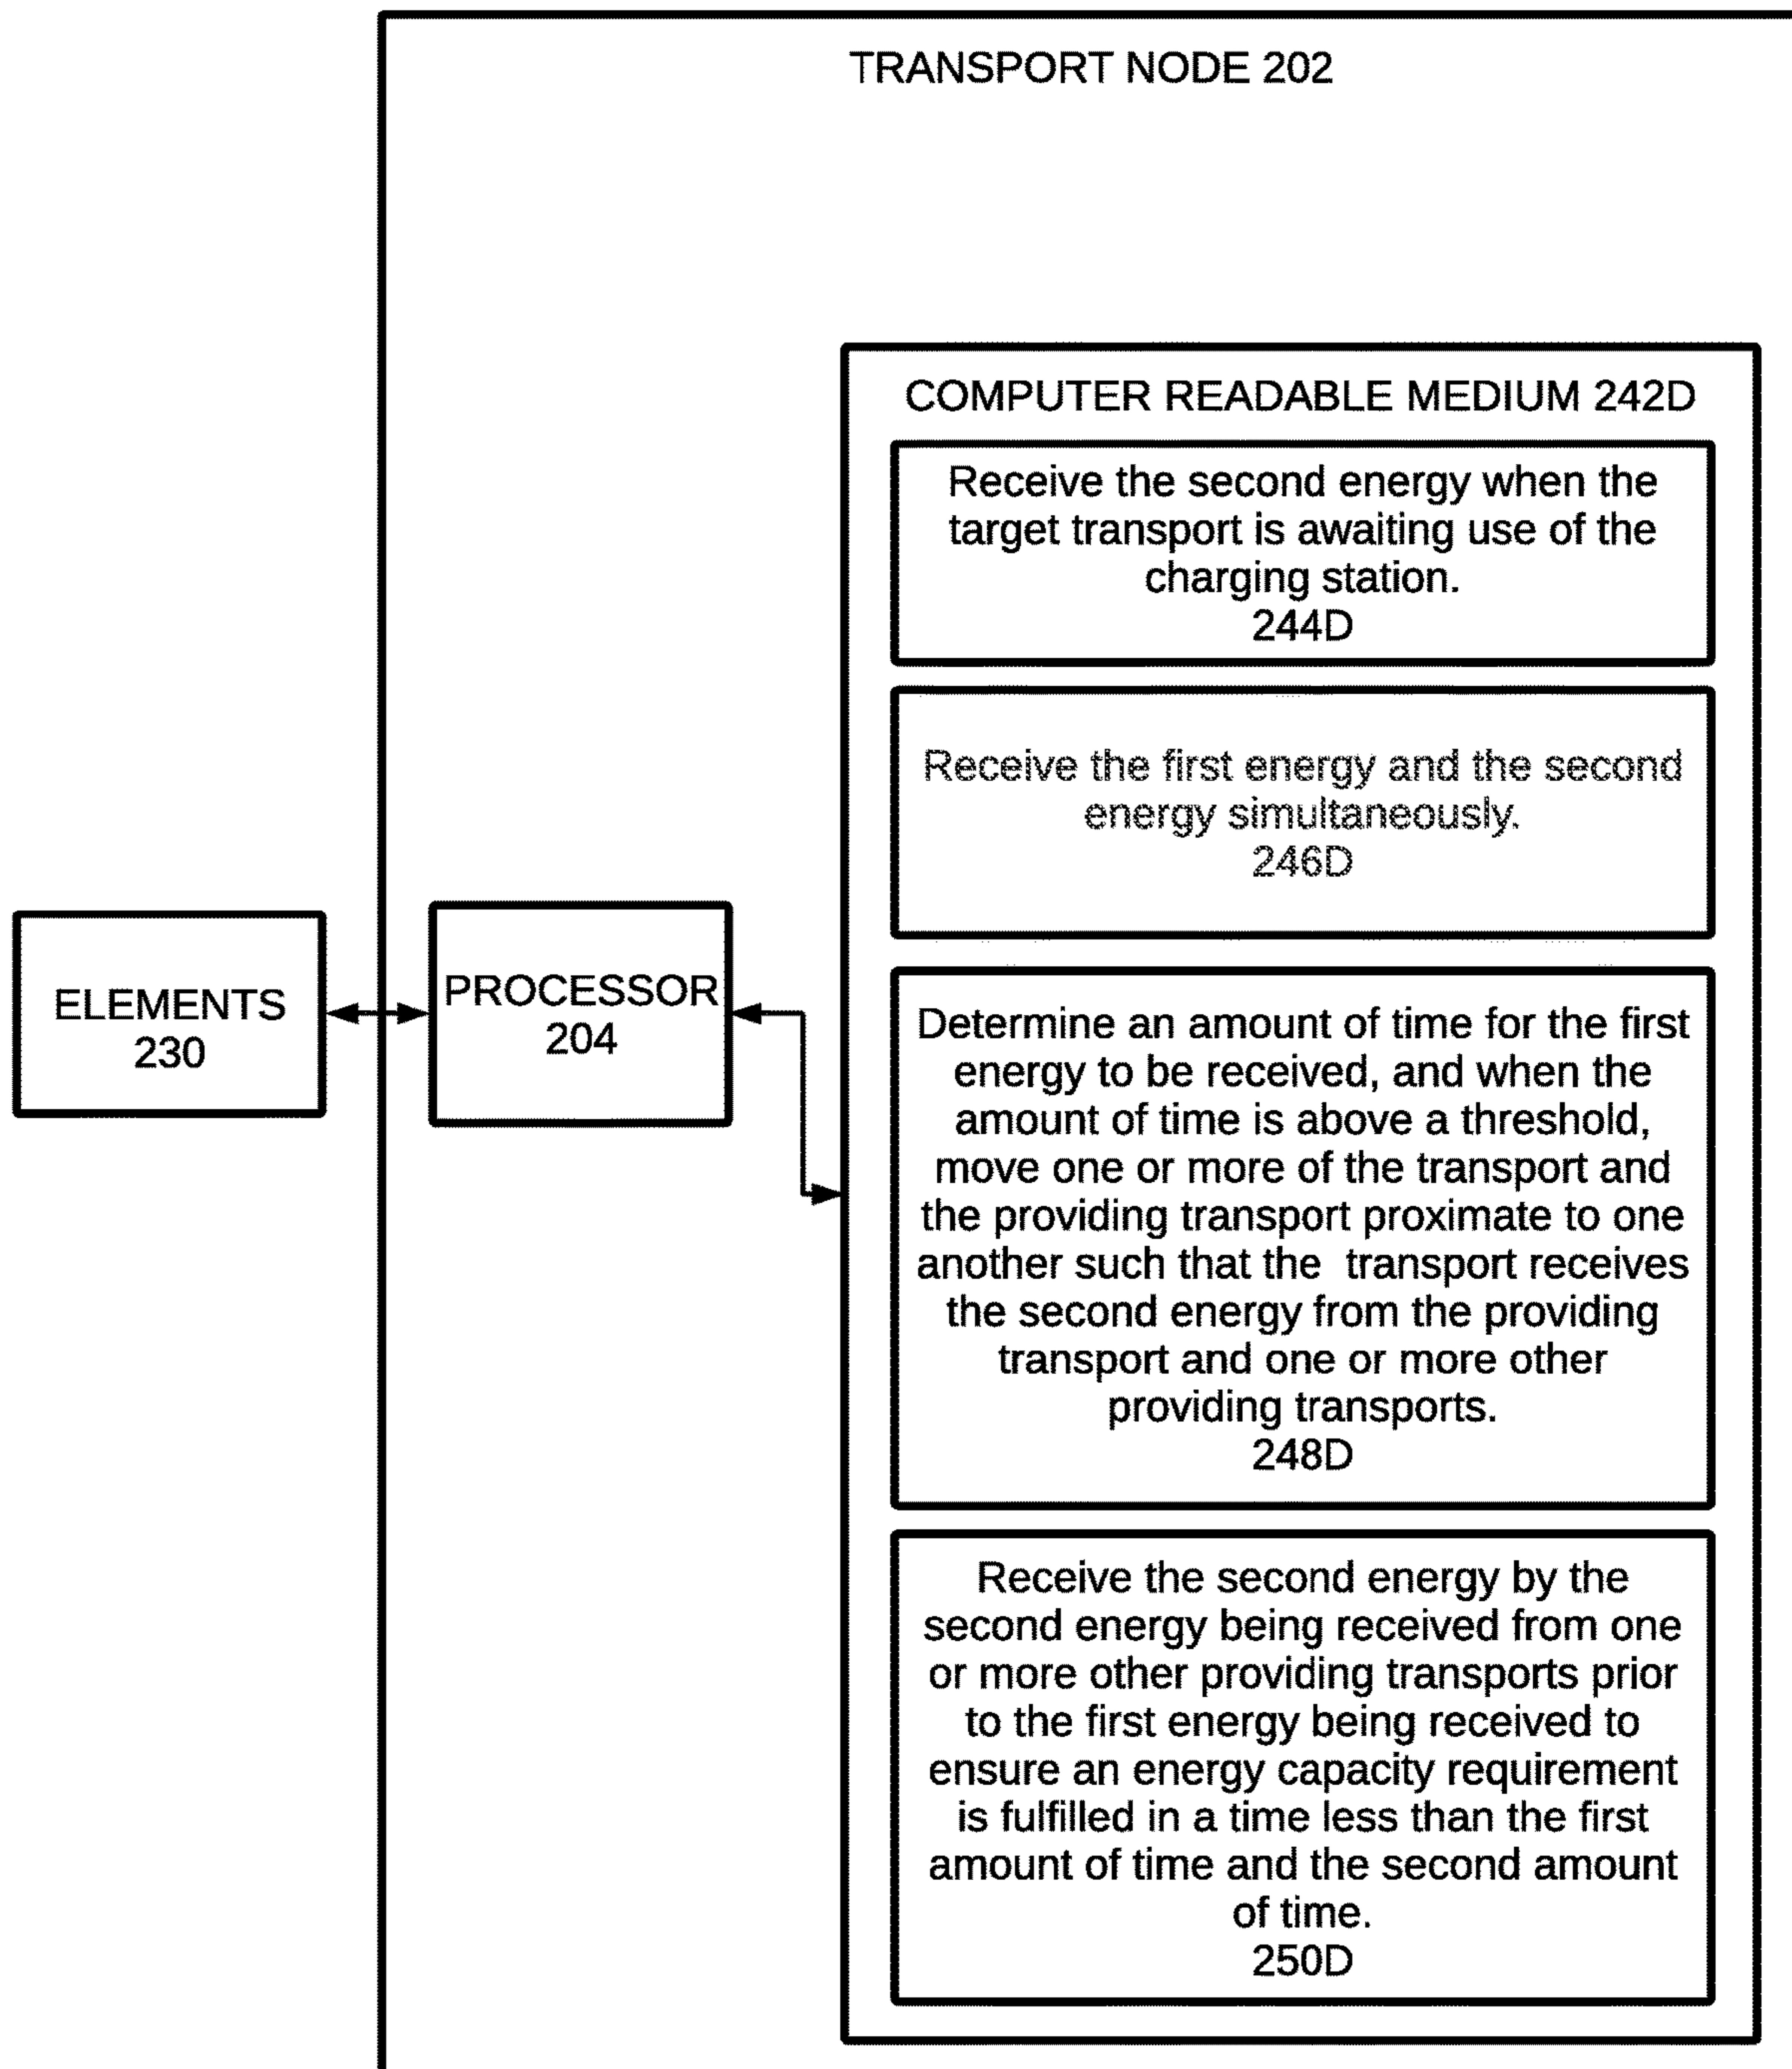 TRANSPORT NODE 202
COMPUTER READABLE MEDIUM 242D
Receive the second energy when the
target transport is awaiting use of the
charging station.
244D
Receive the first energy and the second
energy simultaneously.
246D
ELEMENTS
230
PROCESSOR
204
Determine an amount of time for the first
energy to be received, and when the
amount of time is above a threshold,
move one or more of the transport and
the providing transport proximate to one
another such that the  transport receives
the second energy from the providing
transport and one or more other
providing transports.
248D
Receive the second energy by the
second energy being received from one
or more other providing transports prior
to the first energy being received to
ensure an energy capacity requirement
is fulfilled in a time less than the first
amount of time and the second amount
of time.
250D